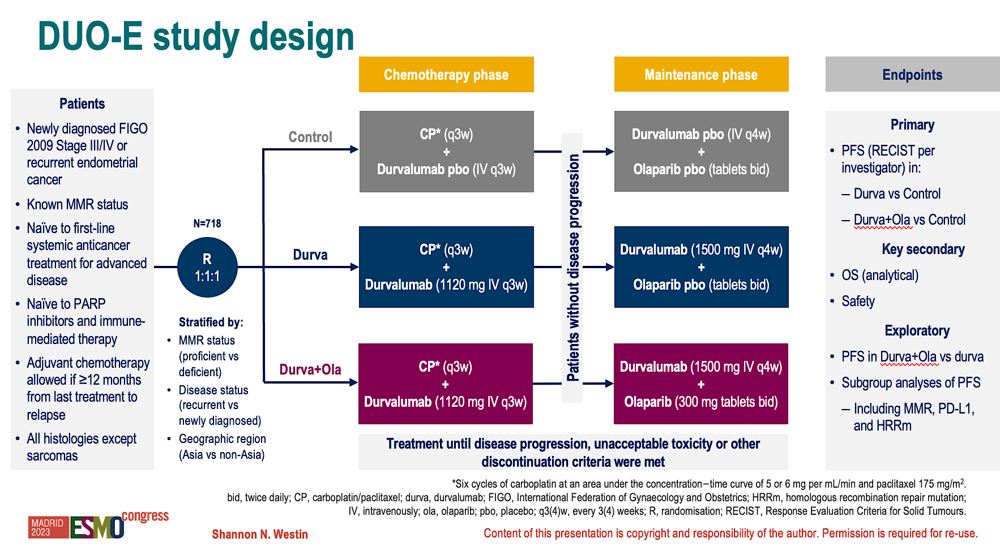 DUO-E study design
Patients
• Newly diagnosed FIGO
2009 Stage III/IV or
recurrent endometrial
cancer
• Known MMR status
• Naïve to first-line
systemic anticancer
treatment for advanced
disease
• Naïve to PARP
inhibitors and immune-
mediated therapy
• Adjuvant chemotherapy
allowed if ≥12 months
from last treatment to
relapse
• All histologies except
sarcomas
N=718
R
1:1:1
Stratified by:
• MMR status
(proficient vs
deficient)
• Disease status
(recurrent vs
newly diagnosed)
• Geographic region
(Asia vs non-Asia)
Control
Durva
Durva+Ola
Chemotherapy phase
CP* (q3w)
+
Durvalumab pbo (IV q3w)
CP* (q3w)
+
Durvalumab (1120 mg IV q3w)
CP* (q3w)
+
Durvalumab (1120 mg IV q3w)
Patients without disease progression
Maintenance phase
Durvalumab pbo (IV q4w)
+
Olaparib pbo (tablets bid)
Durvalumab (1500 mg IV q4w)
+
Olaparib pbo (tablets bid)
Durvalumab (1500 mg IV q4w)
+
Olaparib (300 mg tablets bid)
Treatment until disease progression, unacceptable toxicity or other
discontinuation criteria were met
Endpoints
Primary
• PFS (RECIST per
investigator) in:
– Durva vs Control
– Durva+Ola vs Control
Key secondary
• OS (analytical)
• Safety
Exploratory
• PFS in Durva+Ola vs durva
• Subgroup analyses of PFS
– Including MMR, PD-L1,
and HRRm
*Six cycles of carboplatin at an area under the concentration–time curve of 5 or 6 mg per mL/min and paclitaxel 175 mg/m².
bid, twice daily; CP, carboplatin/paclitaxel; durva, durvalumab; FIGO, International Federation of Gynaecology and Obstetrics; HRRm, homologous recombination repair mutation;
IV, intravenously; ola, olaparib; pbo, placebo; q3(4)w, every 3(4) weeks; R, randomisation; RECIST, Response Evaluation Criteria for Solid Tumours.
MADRID
2023
ESMO congress
Shannon N. Westin
Content of this presentation is copyright and responsibility of the author. Permission is required for re-use.